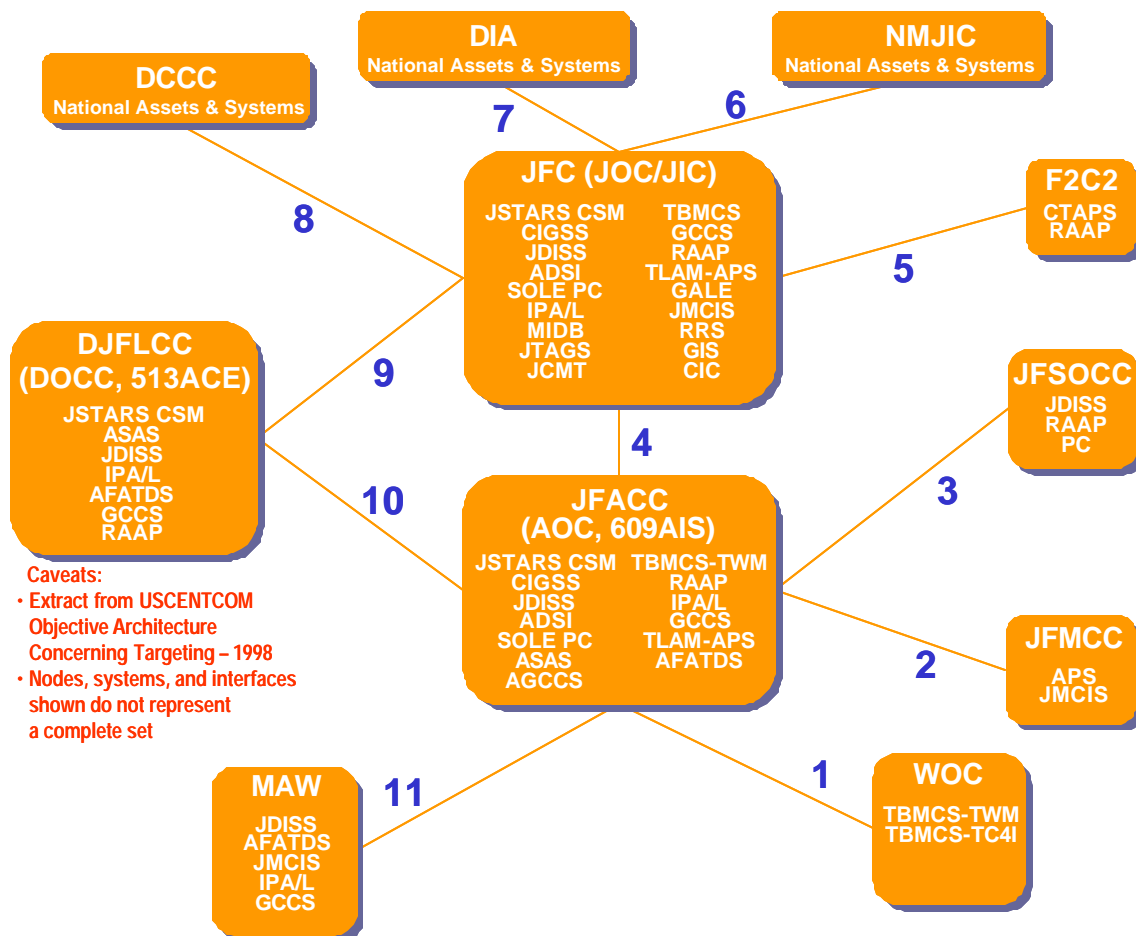 DCCC
National Assets & Systems
DIA
National Assets & Systems
NMJIC
National Assets & Systems
8
7
6
JFC (JOC/JIC)
JSTARS CSM
CIGSS
JDISS
ADSI
SOLE PC
IPA/L
MIDB
JTAGS
JCMT
TBMCS
GCCS
RAAP
TLAM-APS
GALE
JMCIS
RRS
GIS
CIC
F2C2
CTAPS
RAAP
5
DJFLCC
(DOCC, 513ACE)
JSTARS CSM
ASAS
JDISS
IPA/L
AFATDS
GCCS
RAAP
9
10
4
JFSOCC
JDISS
RAAP
PC
3
JFACC
(AOC, 609AIS)
JSTARS CSM
CIGSS
JDISS
ADSI
SOLE PC
ASAS
AGCCS
TBMCS-TWM
RAAP
IPA/L
GCCS
TLAM-APS
AFATDS
JFMCC
APS
JMCIS
2
Caveats:
• Extract from USCENTCOM
Objective Architecture
Concerning Targeting – 1998
• Nodes, systems, and interfaces
shown do not represent
a complete set
MAW
JDISS
AFATDS
JMCIS
IPA/L
GCCS
11
1
WOC
TBMCS-TWM
TBMCS-TC4I